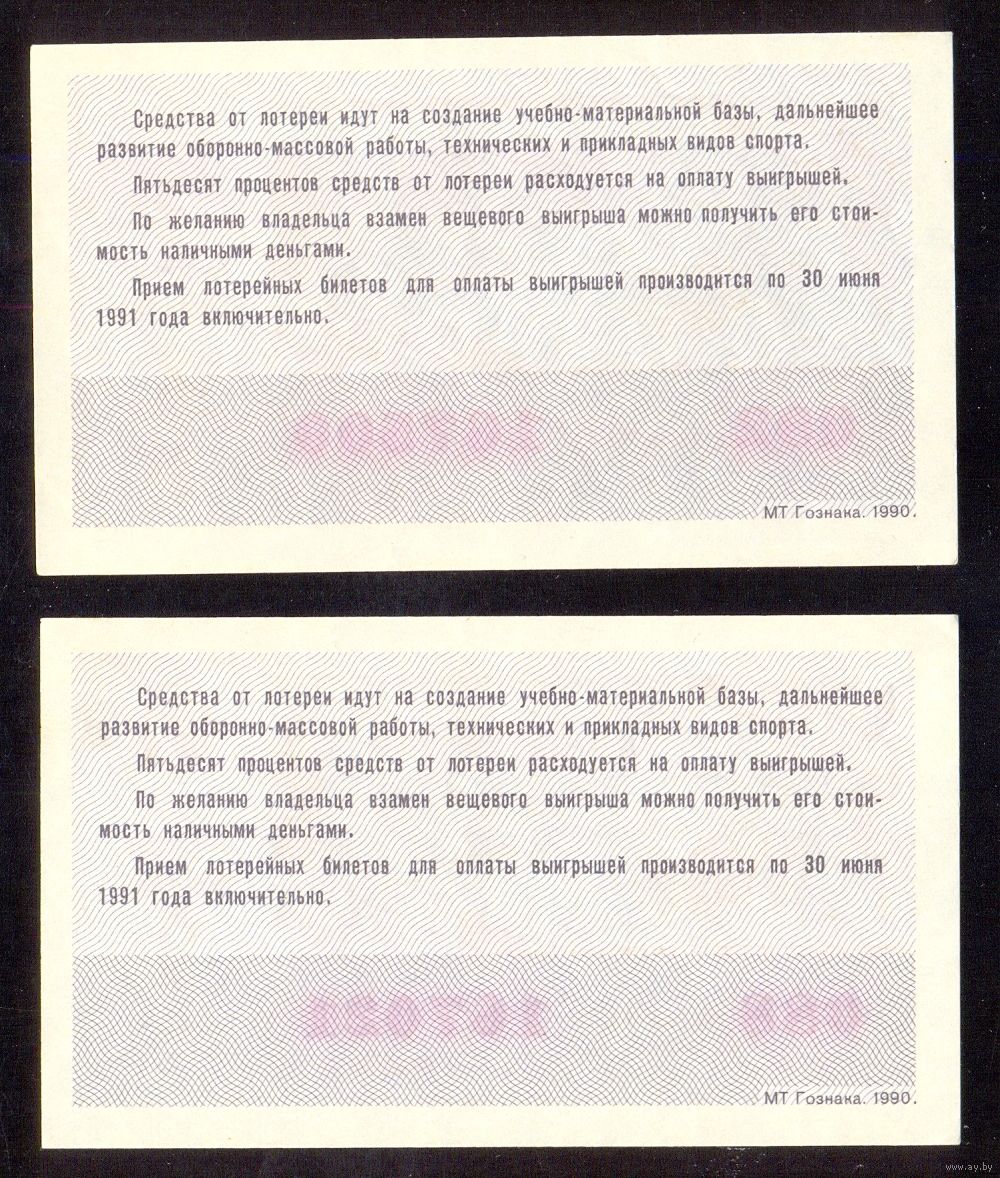 Средства от лотереи идут на создание учебно-материальной базы, дальнейшее
развитие оборонно-массовой работы, технических и прикладных видов спорта.
Пятьдесят процентов средств от лотереи расходуется на оплату выигрышей.
По желанию владельца взамен вещевого выигрыша можно получить его стои-
мость наличными деньгами.
Прием лотерейных билетов для оплаты выигрышей производится по 30 июня
1991 года включительно.
МТ Гознака. 1990.
Средства от лотереи идут на создание учебно-материальной базы, дальнейшее
развитие оборонно-массовой работы, технических и прикладных видов спорта.
Пятьдесят процентов средств от лотереи расходуется на оплату выигрышей.
По желанию владельца взамен вещевого выигрыша можно получить его стои-
мость наличными деньгами.
Прием лотерейных билетов для оплаты выигрышей производится по 30 июня
1991 года включительно.
МТ Гознака. 1990.
www.ay.by